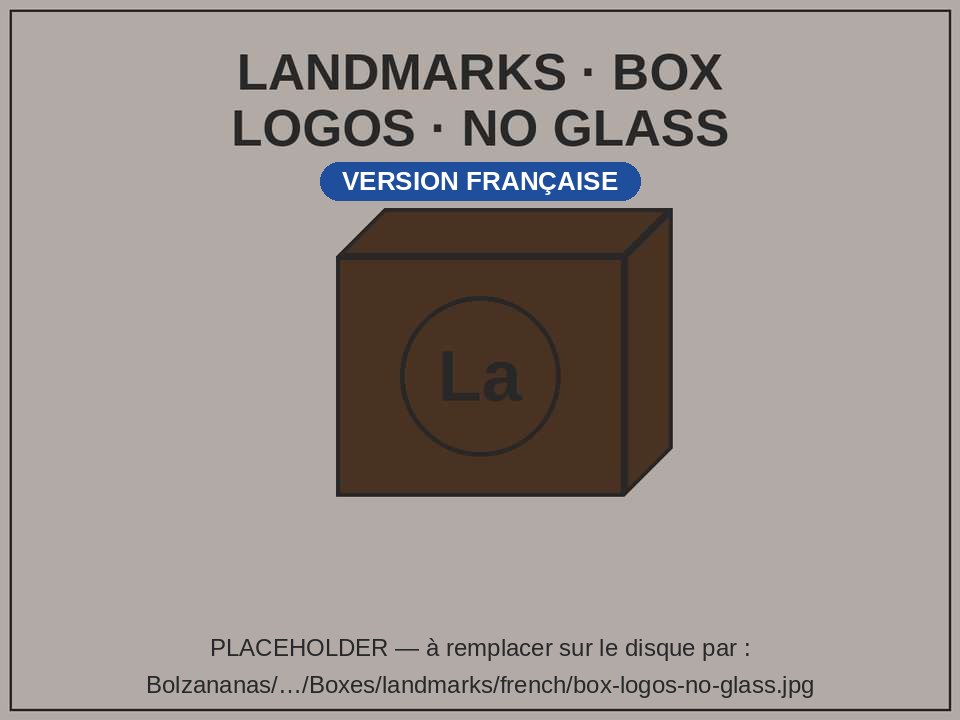 LANDMARKS · BOX
LOGOS · NO GLASS
VERSION FRANÇAISE
La
PLACEHOLDER — à remplacer sur le disque par :
Bolzananas/…/Boxes/landmarks/french/box-logos-no-glass.jpg